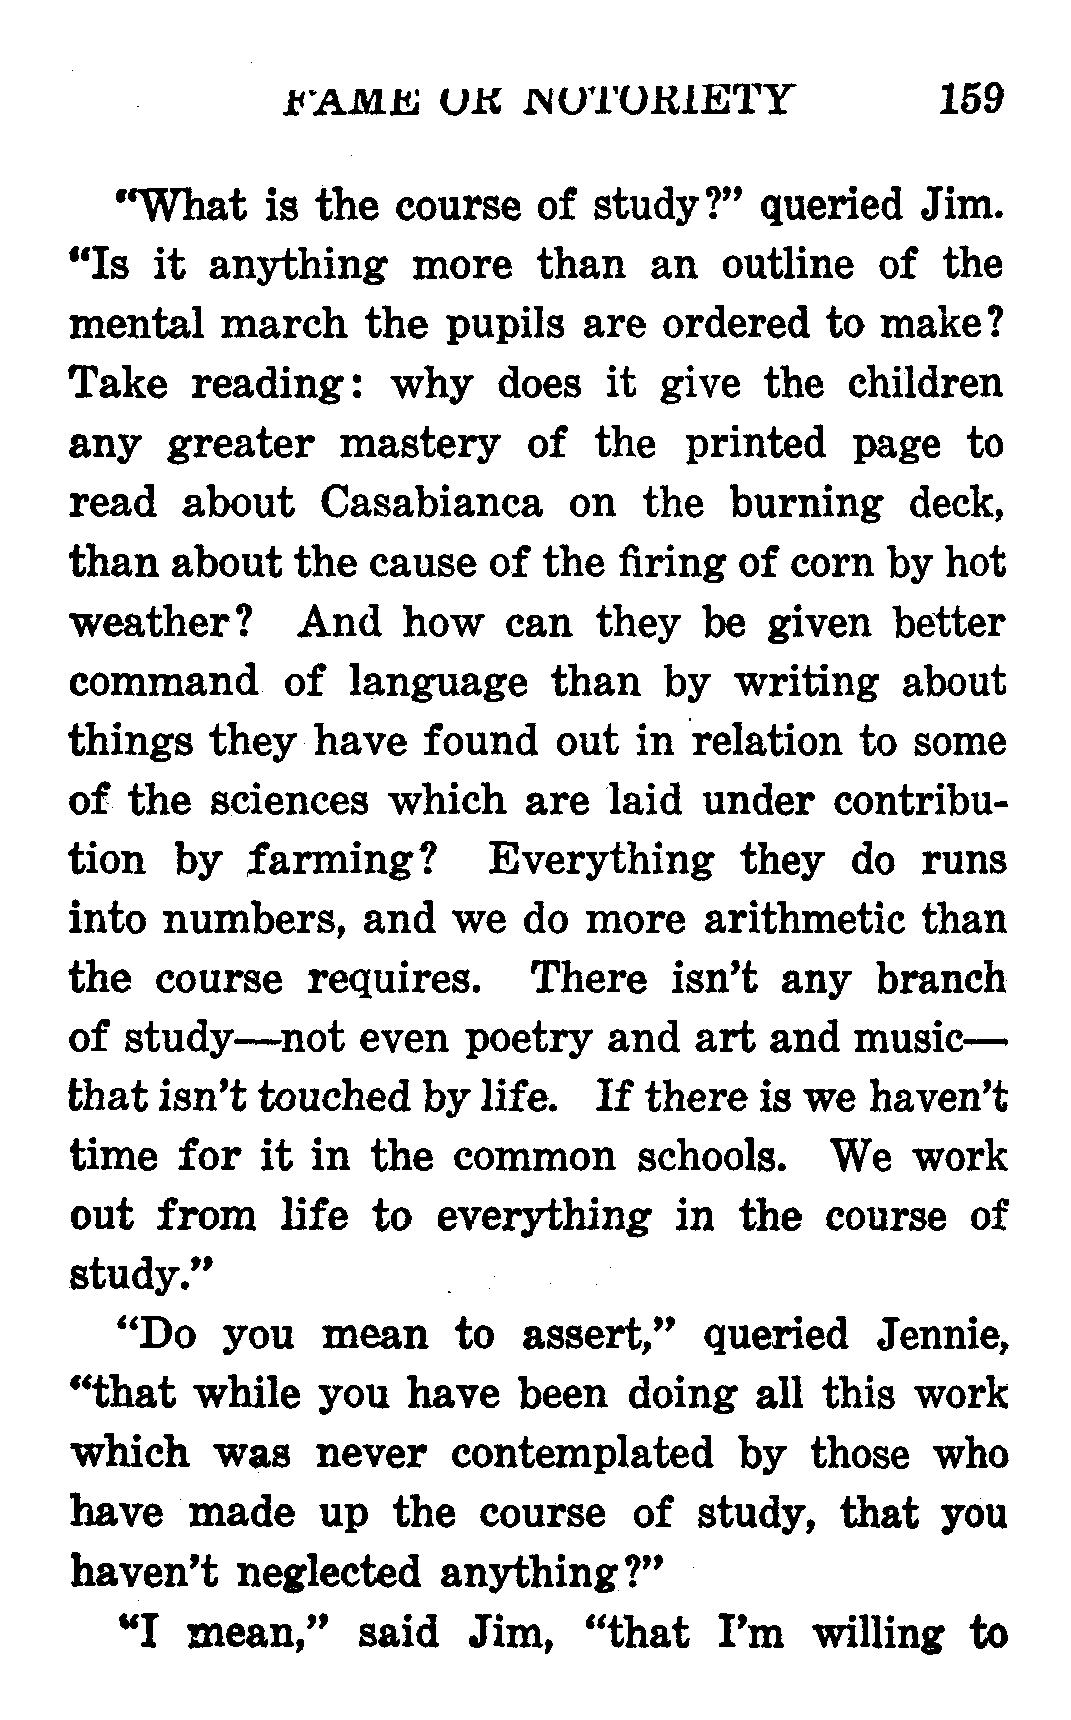 FAME OR NOTORIETY 159
“What is the course of study?” queried Jim.
“Is it anything more than an outline of the
mental march the pupils are ordered to make?
Take reading: why does it give the children
any greater mastery of the printed page to
read about Casabianca on the burning deck,
than about the cause of the firing of corn by hot
weather? And how can they be given better
command of language than by writing about
things they have found out in relation to some
of the sciences which are laid under contribu-
tion by farming? Everything they do runs
into numbers, and we do more arithmetic than
the course requires. There isn’t any branch
of study—not even poetry and art and music—
that isn’t touched by life. If there is we haven’t
time for it in the common schools. We work
out from life to everything in the course of
study.”
“Do you mean to assert,” queried Jennie,
“that while you have been doing all this work
which was never contemplated by those who
have made up the course of study, that you
haven’t neglected anything?”
“I mean,” said Jim, “that I’m willing to